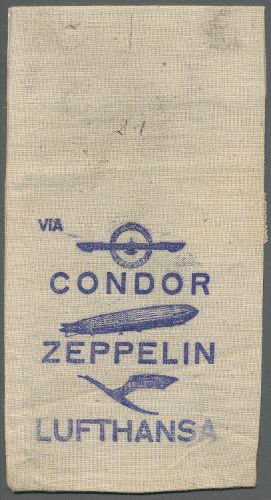 21
VIA
CONDOR
ZEPPELIN
LUFTHANSA